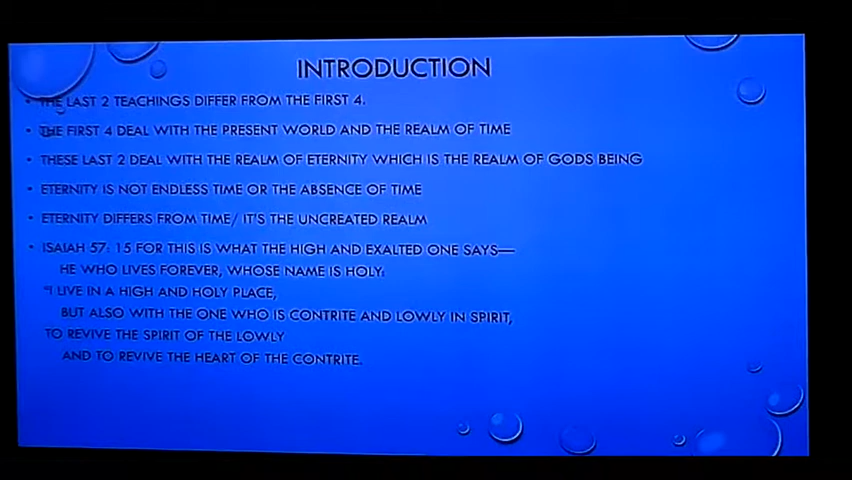 INTRODUCTION
• THE LAST 2 TEACHINGS DIFFER FROM THE FIRST 4.
• THE FIRST 4 DEAL WITH THE PRESENT WORLD AND THE REALM OF TIME
• THESE LAST 2 DEAL WITH THE REALM OF ETERNITY WHICH IS THE REALM OF GODS BEING
• ETERNITY IS NOT ENDLESS TIME OR THE ABSENCE OF TIME
• ETERNITY DIFFERS FROM TIME/ IT'S THE UNCREATED REALM
• ISAIAH 57: 15 FOR THIS IS WHAT THE HIGH AND EXALTED ONE SAYS—
HE WHO LIVES FOREVER, WHOSE NAME IS HOLY:
"I LIVE IN A HIGH AND HOLY PLACE,
BUT ALSO WITH THE ONE WHO IS CONTRITE AND LOWLY IN SPIRIT,
TO REVIVE THE SPIRIT OF THE LOWLY
AND TO REVIVE THE HEART OF THE CONTRITE.